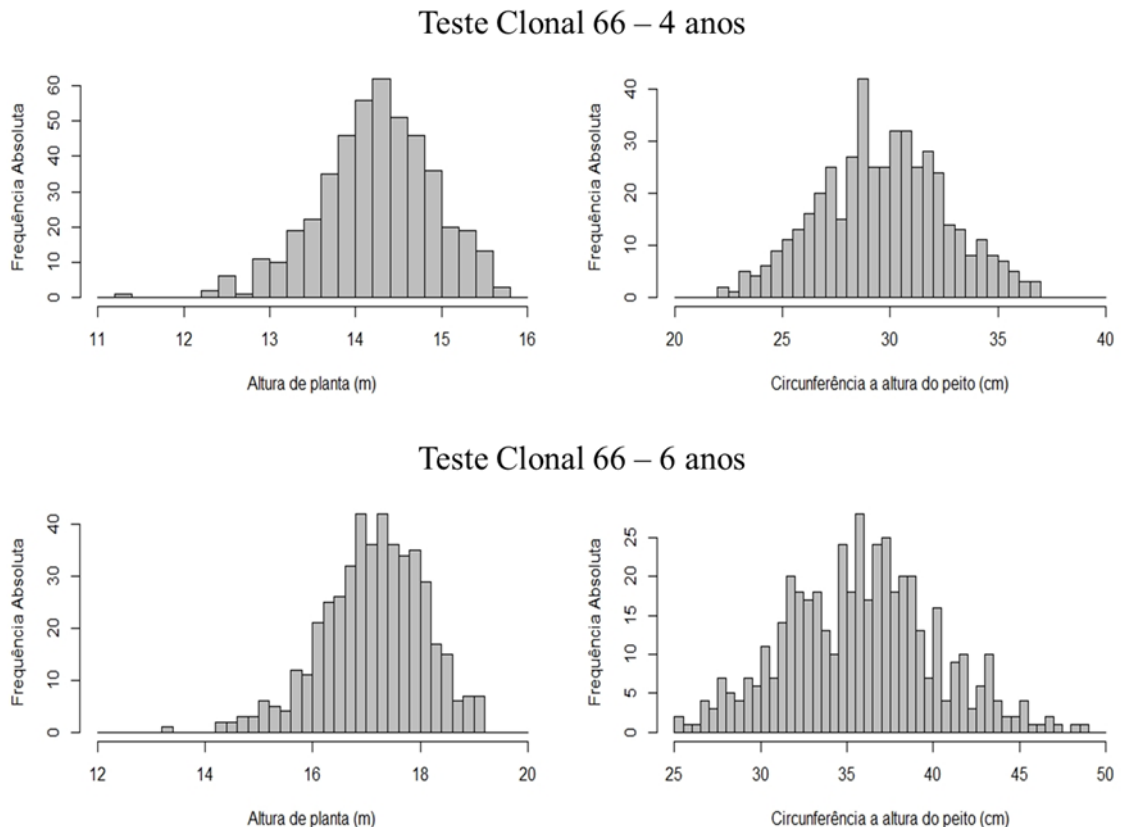 Teste Clonal 66 – 4 anos
Frequência Absoluta
0 10 20 30 40 50 60
11 12 13 14 15 16
Altura de planta (m)
Frequência Absoluta
0 10 20 30 40
20 25 30 35 40
Circunferência a altura do peito (cm)
Teste Clonal 66 – 6 anos
Frequência Absoluta
0 10 20 30 40
12 14 16 18 20
Altura de planta (m)
Frequência Absoluta
0 5 10 15 20 25
25 30 35 40 45 50
Circunferência a altura do peito (cm)